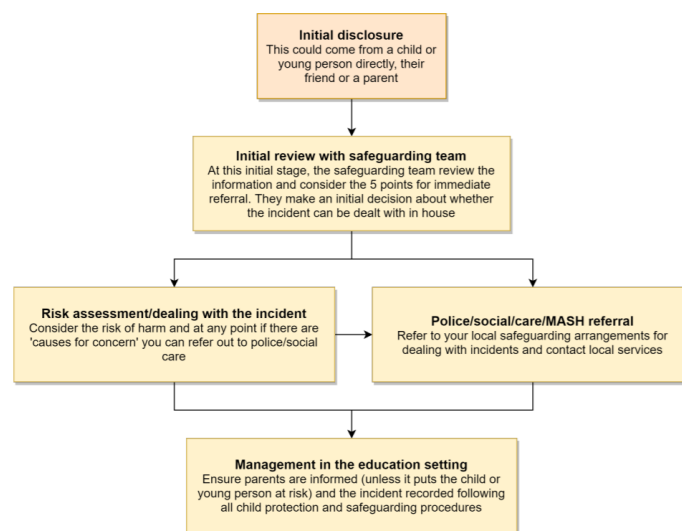 Initial disclosure
This could come from a child or
young person directly, their
friend or a parent
Initial review with safeguarding team
At this initial stage, the safeguarding team review the
information and consider the 5 points for immediate
referral. They make an initial decision about whether
the incident can be dealt with in house
Risk assessment/dealing with the incident
Consider the risk of harm and at any point if there are
'causes for concern' you can refer out to police/social
care
Police/social/care/MASH referral
Refer to your local safeguarding arrangements for
dealing with incidents and contact local services
Management in the education setting
Ensure parents are informed (unless it puts the child or
young person at risk) and the incident recorded following
all child protection and safeguarding procedures